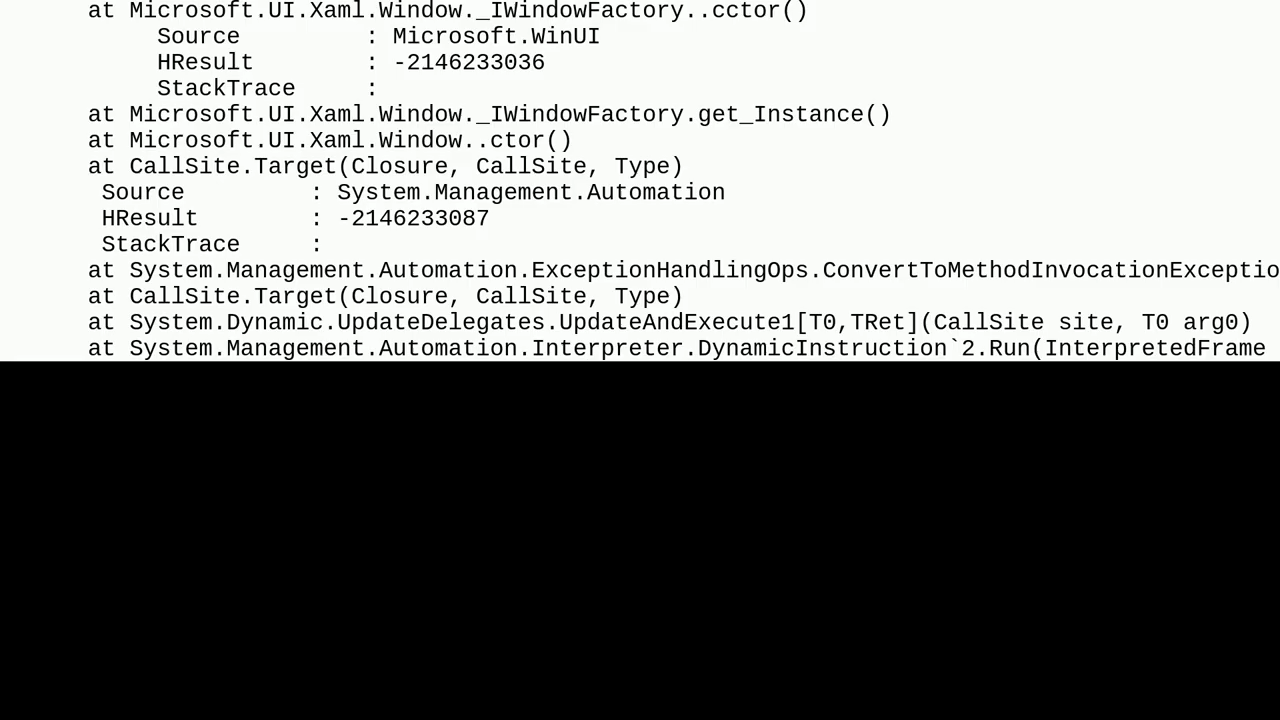 at Microsoft.UI.Xaml.Window._IWindowFactory..cctor()
Source : Microsoft.WinUI
HResult : -2146233036
StackTrace :
at Microsoft.UI.Xaml.Window._IWindowFactory.get_Instance()
at Microsoft.UI.Xaml.Window..ctor()
at CallSite.Target(Closure, CallSite, Type)
Source : System.Management.Automation
HResult : -2146233087
StackTrace :
at System.Management.Automation.ExceptionHandlingOps.ConvertToMethodInvocationExceptio
at CallSite.Target(Closure, CallSite, Type)
at System.Dynamic.UpdateDelegates.UpdateAndExecute1[T0,TRet](CallSite site, T0 arg0)
at System.Management.Automation.Interpreter.DynamicInstruction`2.Run(InterpretedFrame